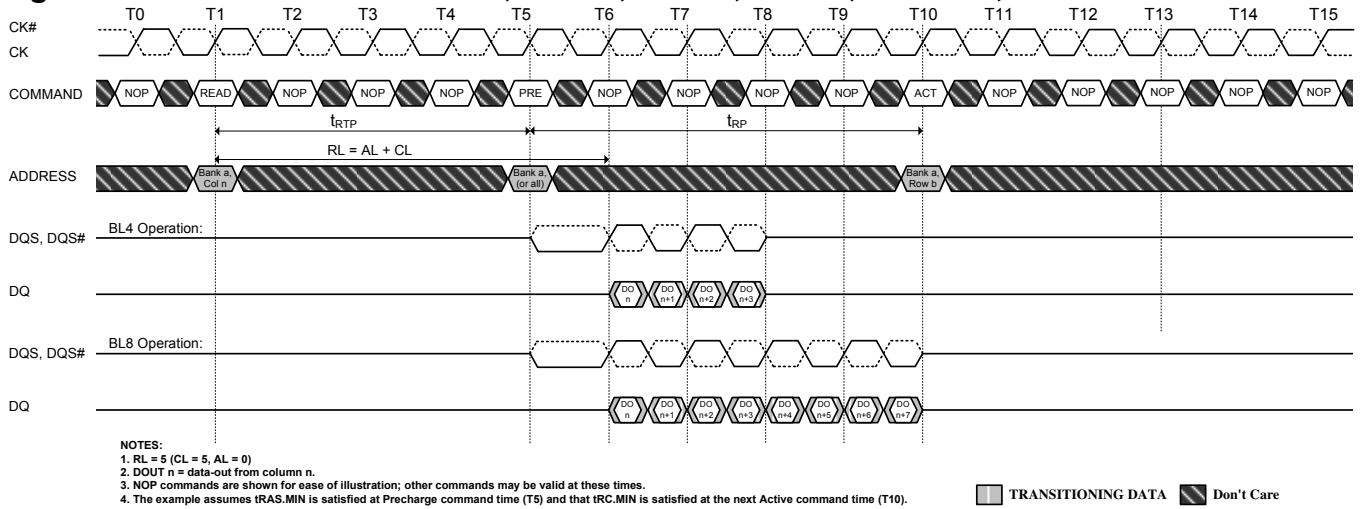 T0 T1 T2 T3 T4 T5 T6 T7 T8 T9 T10 T11 T12 T13 T14 T15
CK#
CK
COMMAND NOP READ NOP NOP NOP PRE NOP NOP NOP NOP ACT NOP NOP NOP NOP NOP
tRTP tRP
RL = AL + CL
ADDRESS Bank a, Col n Bank a, (or all) Bank a, Row b
BL4 Operation:
DQS, DQS#
DQ DO n DO n+1 DO n+2 DO n+3
BL8 Operation:
DQS, DQS#
DQ DO n DO n+1 DO n+2 DO n+3 DO n+4 DO n+5 DO n+6 DO n+7
NOTES:
1. RL = 5 (CL = 5, AL = 0)
2. DOUT n = data-out from column n.
3. NOP commands are shown for ease of illustration; other commands may be valid at these times.
4. The example assumes tRAS.MIN is satisfied at Precharge command time (T5) and that tRC.MIN is satisfied at the next Active command time (T10).
TRANSITIONING DATA Don't Care